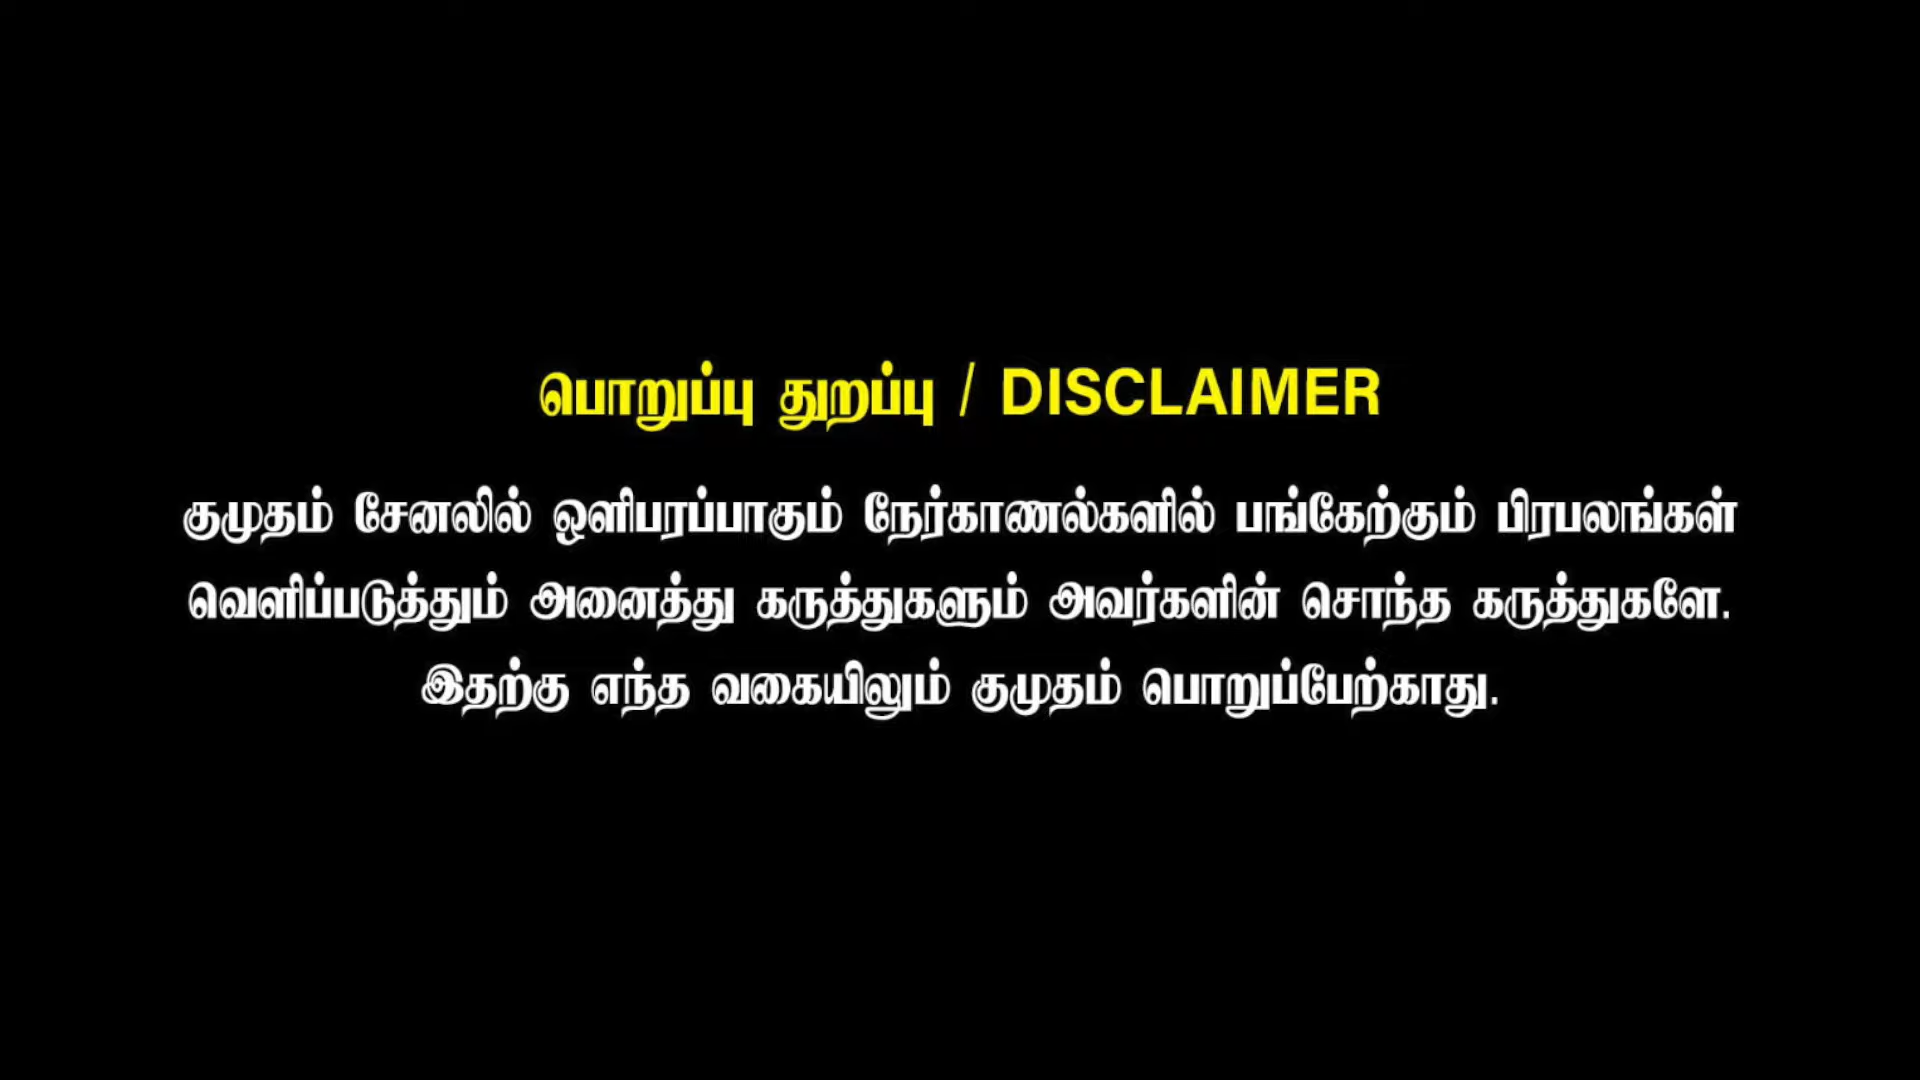 பொறுப்பு துறப்பு / DISCLAIMER
குமுதம் சேனலில் ஒளிபரப்பாகும் நேர்காணல்களில் பங்கேற்கும் பிரபலங்கள்
வெளிப்படுத்தும் அனைத்து கருத்துகளும் அவர்களின் சொந்த கருத்துகளே.
இதற்கு எந்த வகையிலும் குமுதம் பொறுப்பேற்காது.